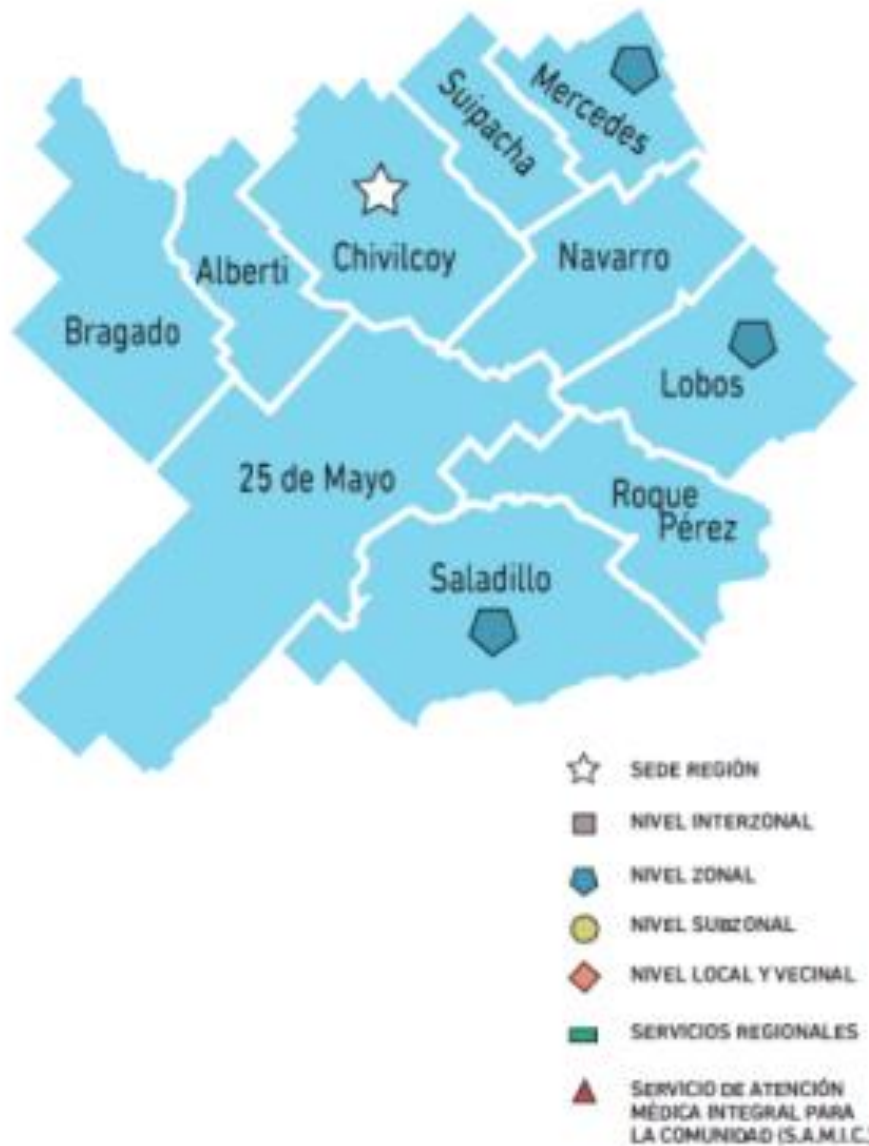 Mercedes
Suipacha
Chivilcoy
Navarro
Alberti
Bragado
Lobos
25 de Mayo
Roque
Pérez
Saladillo
SEDE REGIÓN
NIVEL INTERZONAL
NIVEL ZONAL
NIVEL SUBZONAL
NIVEL LOCAL Y VECINAL
SERVICIOS REGIONALES
SERVICIO DE ATENCIÓN
MÉDICA INTEGRAL PARA
LA COMUNIDAD (S.A.M.I.C.)